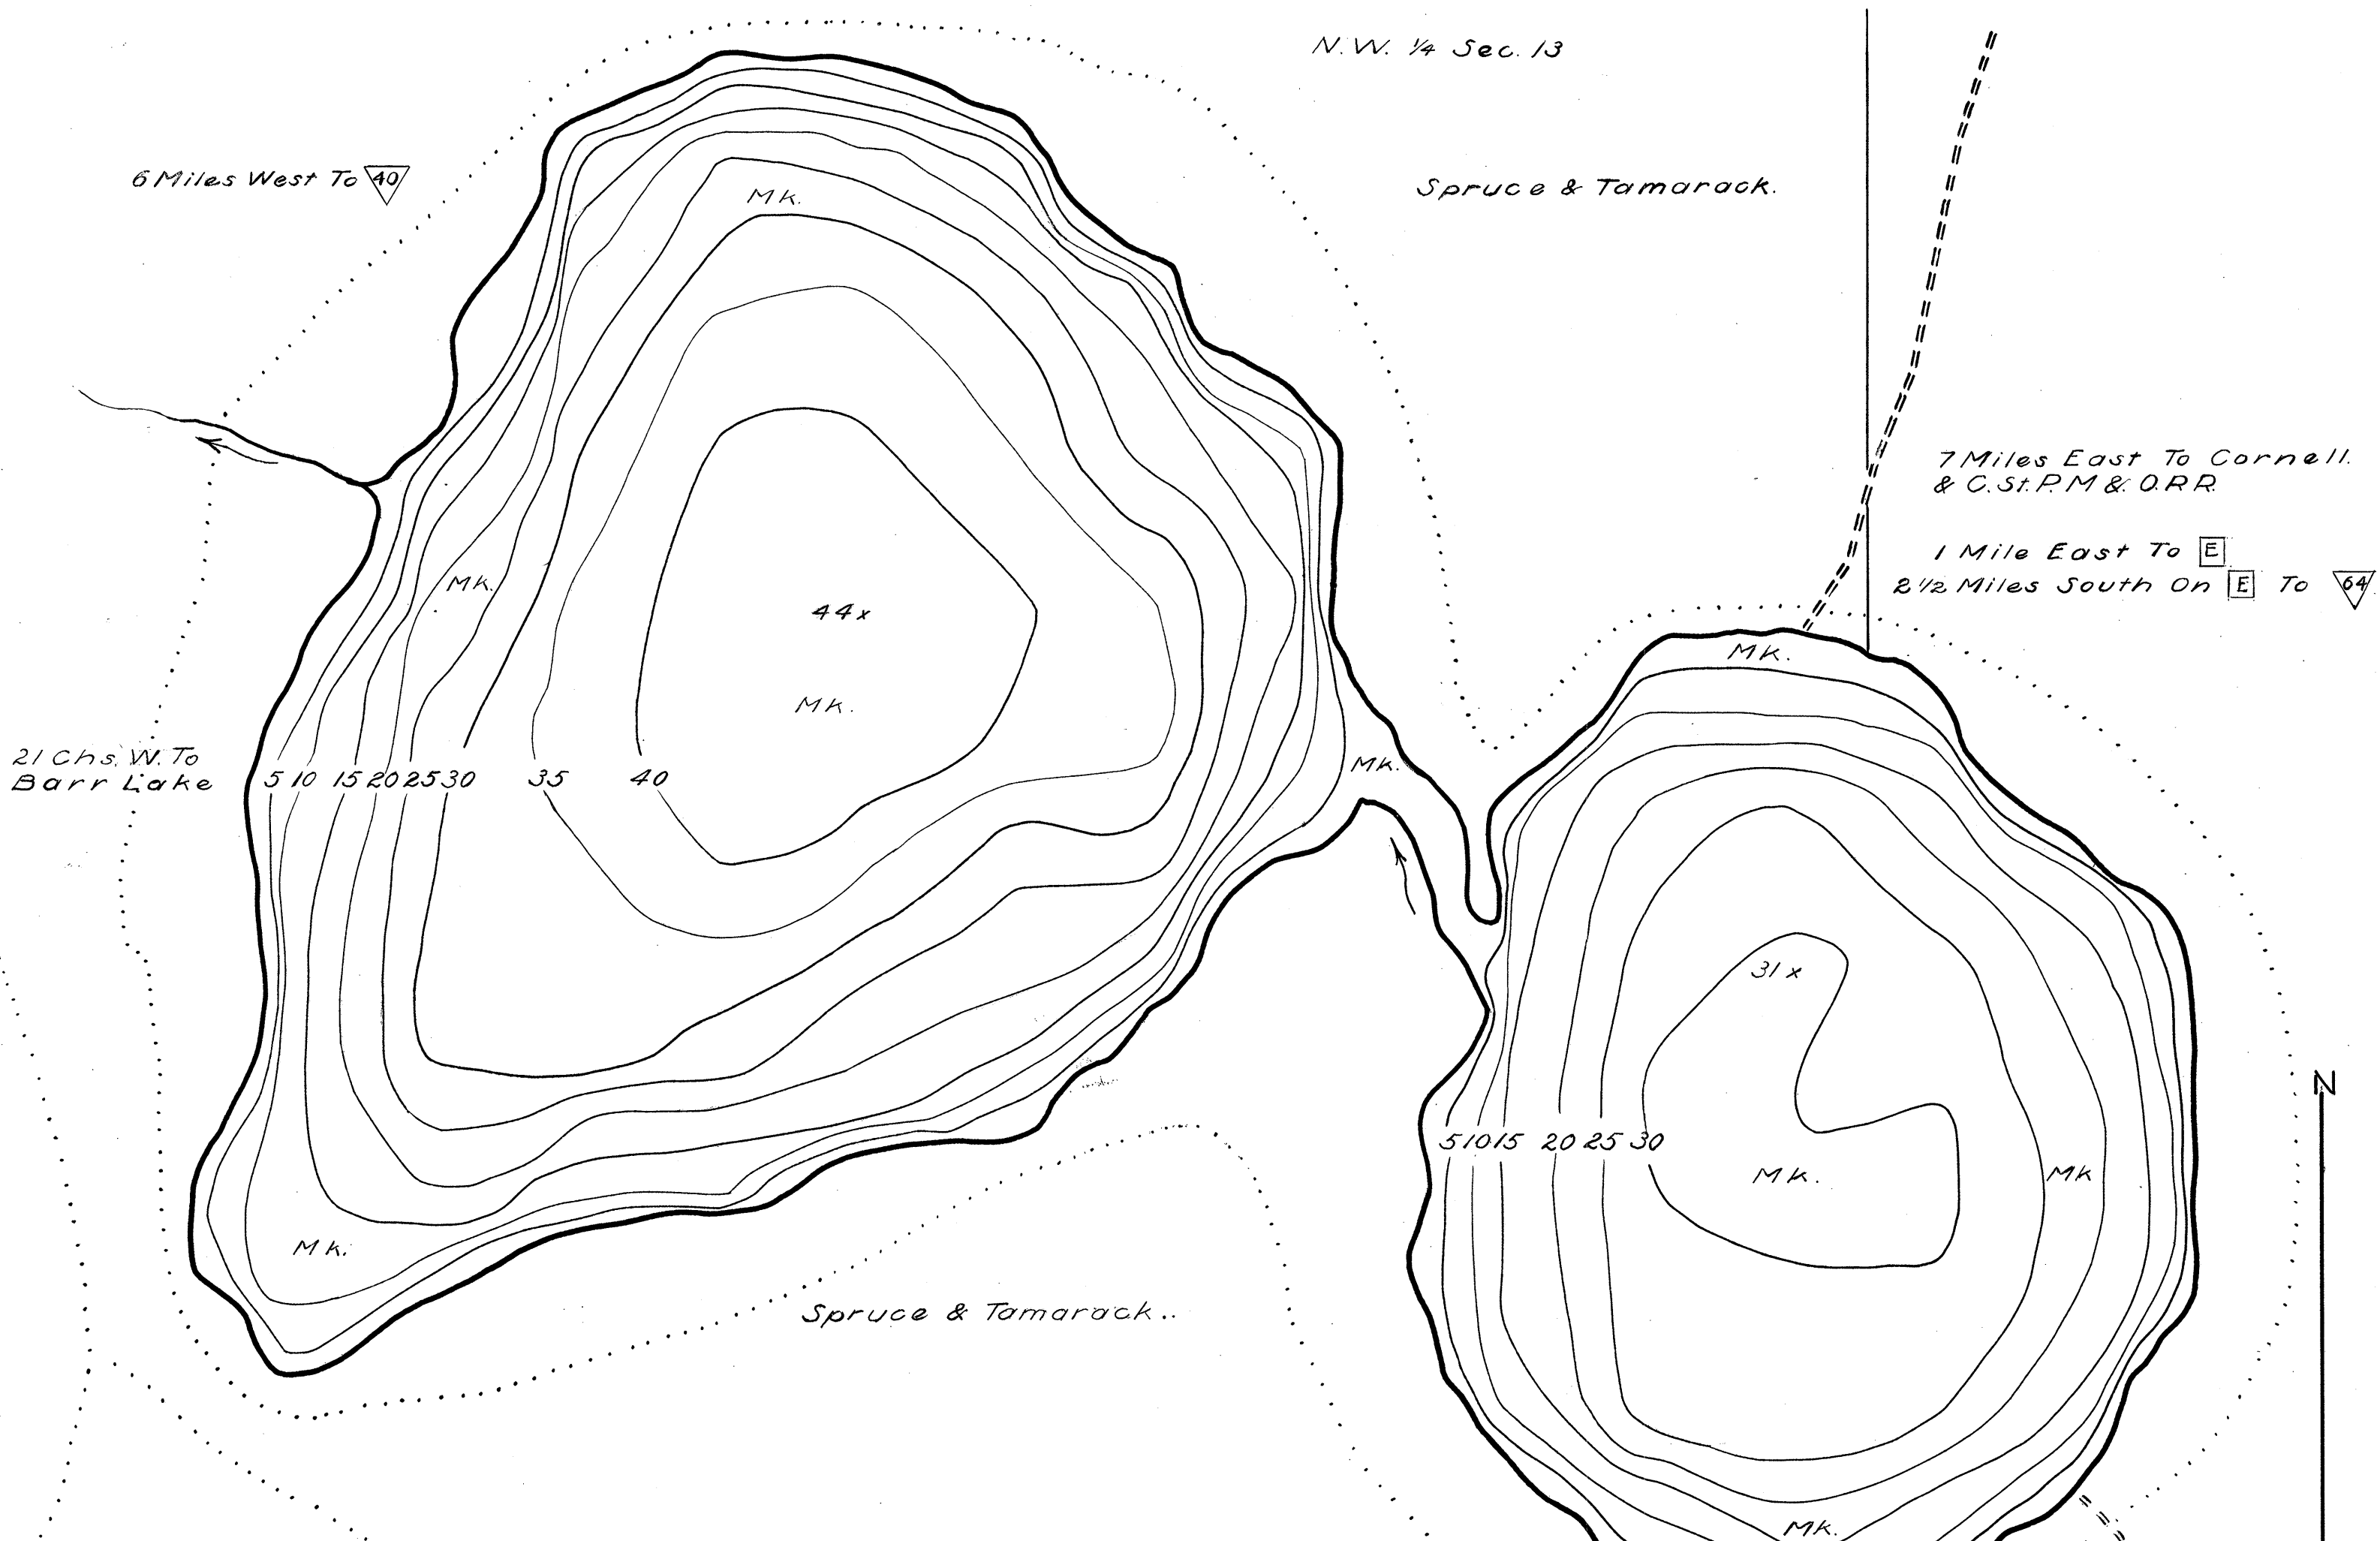 N.W. 1/4 Sec. 13
6 Miles West To 40
Spruce & Tamarack.
Mk.
7 Miles East To Cornell.
& C. St. P. M & O. R R.
1 Mile East To E
2 1/2 Miles South On E To 64
Mk.
44x
Mk.
Mk.
Mk.
21 Chs. W. To
Barr Lake
5 10 15 20 25 30 35 40
31 x
N
5 10 15 20 25 30
Mk.
Mk
Mk.
Spruce & Tamarack..
Mk.